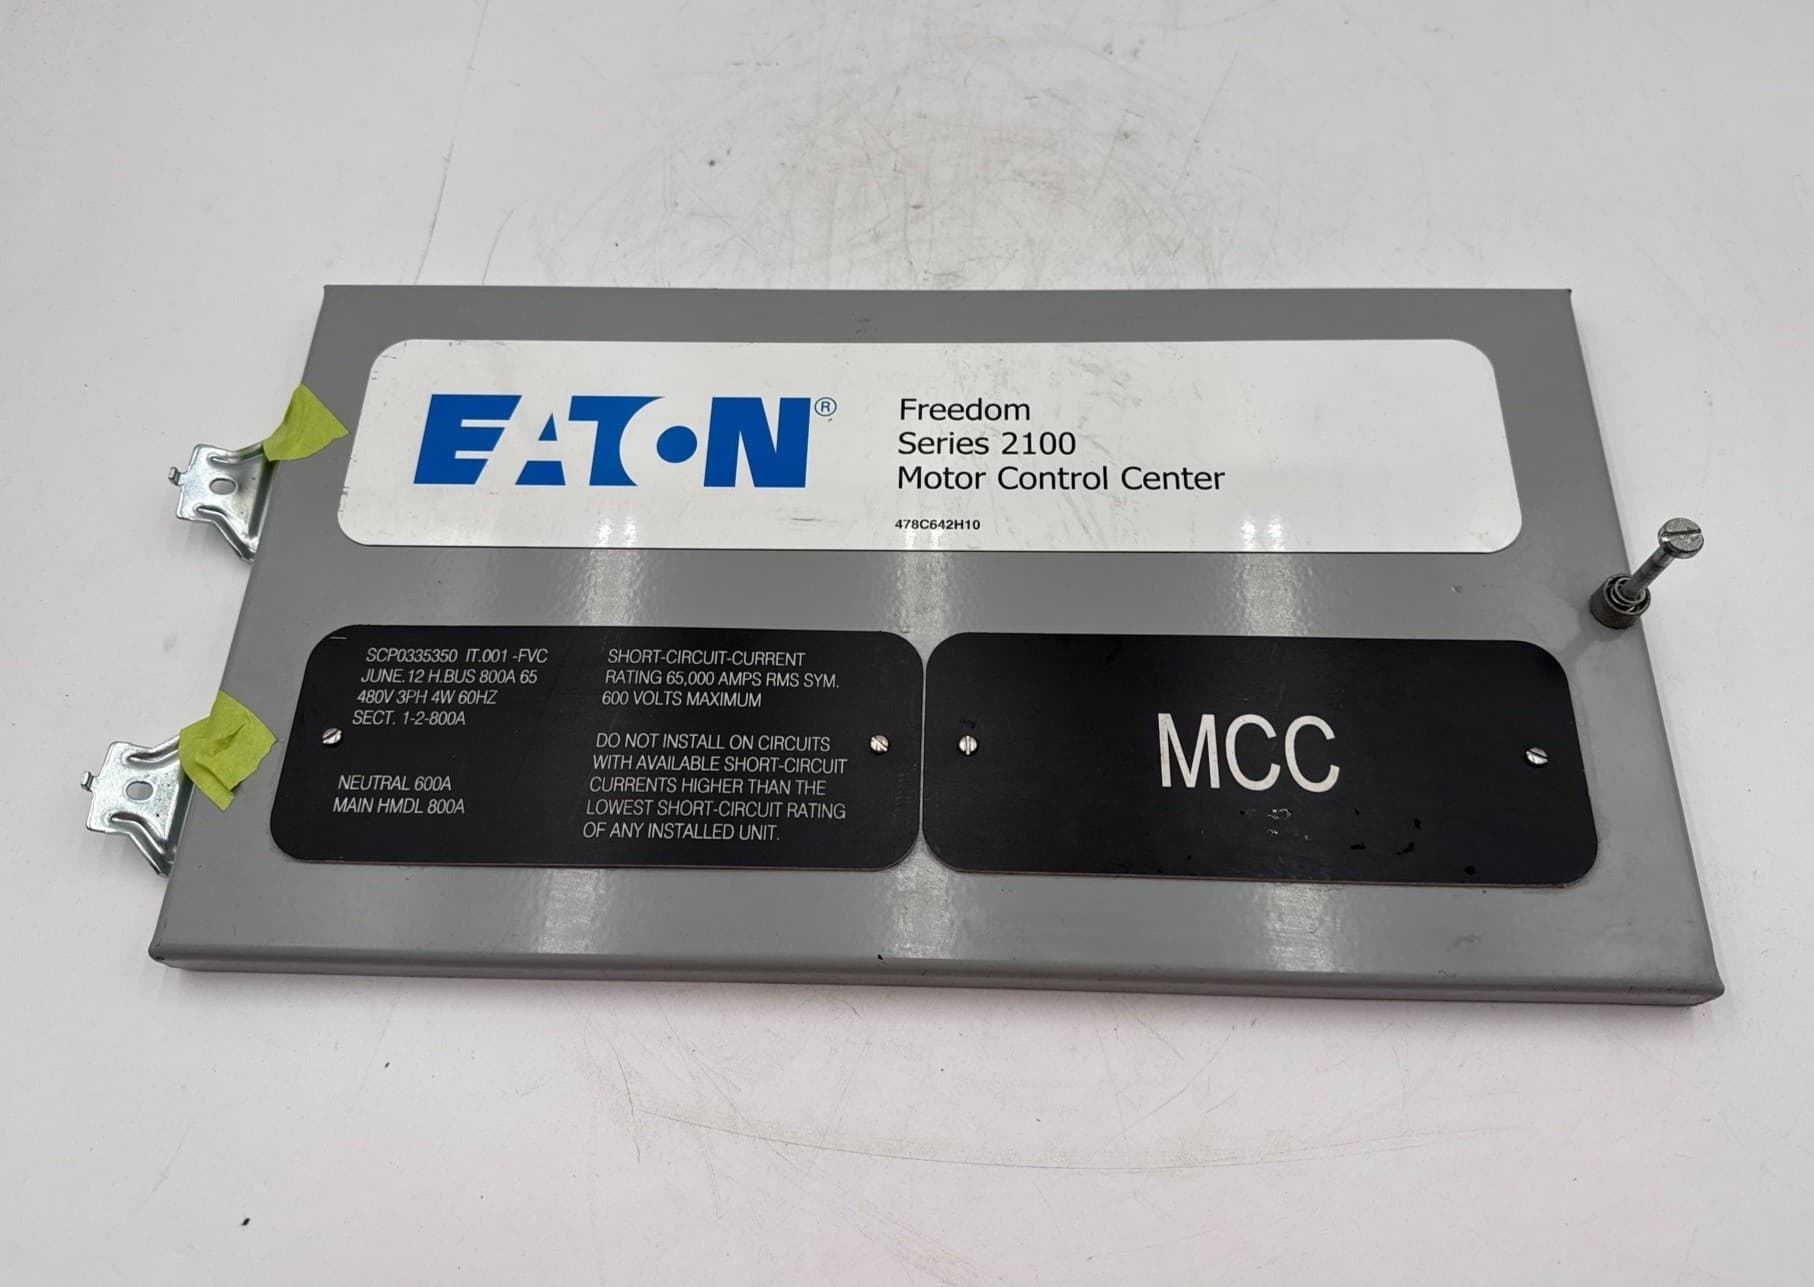 EATON®
Freedom
Series 2100
Motor Control Center
478C642H10
SCP0335350 IT.001 -FVC
JUNE.12 H.BUS 800A 65
480V 3PH 4W 60HZ
SECT. 1-2-800A
NEUTRAL 600A
MAIN HMDL 800A
SHORT-CIRCUIT-CURRENT
RATING 65,000 AMPS RMS SYM.
600 VOLTS MAXIMUM
DO NOT INSTALL ON CIRCUITS
WITH AVAILABLE SHORT-CIRCUIT
CURRENTS HIGHER THAN THE
LOWEST SHORT-CIRCUIT RATING
OF ANY INSTALLED UNIT.
MCC